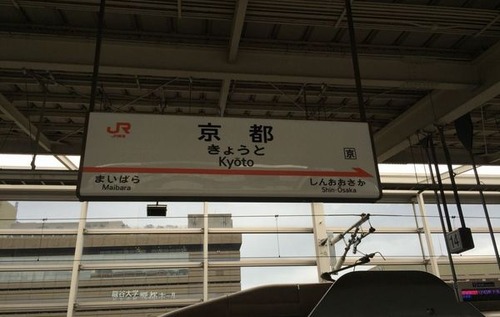 JR
京都
きょうと
Kyōto
京
まいばら
Maibara
しんおおさか
Shin-Osaka
14